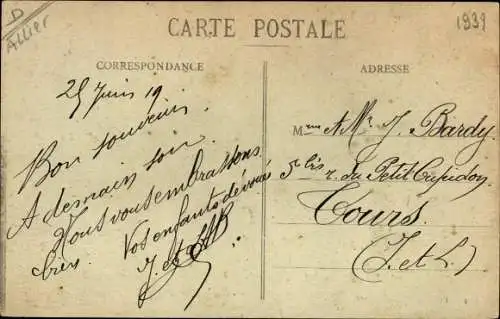 D
Allier
1939
CARTE POSTALE
CORRESPONDANCE
ADRESSE
25 Juin 19
Bon souvenir.
A demain soir
Nous vous embrassons
bien. Vos enfants dévoués
Mme & Mr J. Bardy
5 bis r. du Petit Cupidon
Tours.
(I. et L.)